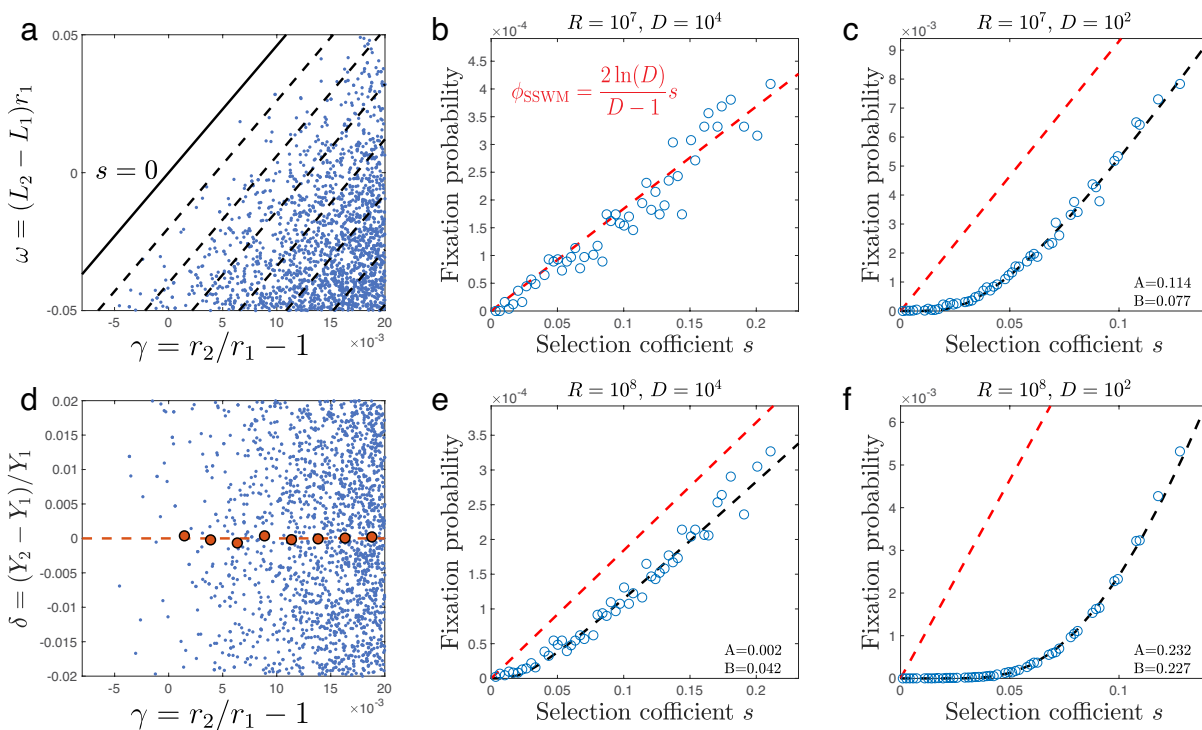 a
0.05
0
-0.05
s = 0
-5
0
5
10
15
20
×10⁻³
γ = r₂/r₁ − 1
ω = (L₂ − L₁)r₁
b
R = 10⁷, D = 10⁴
×10⁻⁴
4
3.5
3
2.5
2
1.5
1
0.5
0
0
0.05
0.1
0.15
0.2
ϕ_SSWM = 2 ln(D) / (D − 1) s
Fixation probability
Selection cofficient s
c
R = 10⁷, D = 10²
×10⁻³
9
8
7
6
5
4
3
2
1
0
0
0.05
0.1
A=0.114
B=0.077
Fixation probability
Selection cofficient s
d
0.02
0.015
0.01
0.005
0
-0.005
-0.01
-0.015
-0.02
-5
0
5
10
15
20
×10⁻³
γ = r₂/r₁ − 1
δ = (Y₂ − Y₁)/Y₁
e
R = 10⁸, D = 10⁴
×10⁻⁴
3.5
3
2.5
2
1.5
1
0.5
0
0
0.05
0.1
0.15
0.2
A=0.002
B=0.042
Fixation probability
Selection cofficient s
f
R = 10⁸, D = 10²
×10⁻³
6
5
4
3
2
1
0
0
0.05
0.1
A=0.232
B=0.227
Fixation probability
Selection cofficient s